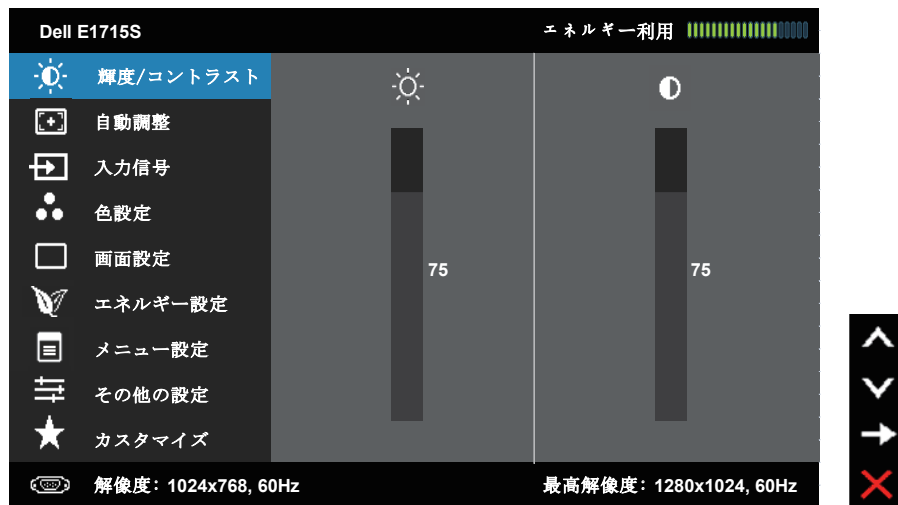 Dell E1715S
エネルギー利用
輝度/コントラスト
自動調整
入力信号
色設定
画面設定
エネルギー設定
メニュー設定
その他の設定
カスタマイズ
75
75
解像度: 1024x768, 60Hz
最高解像度: 1280x1024, 60Hz